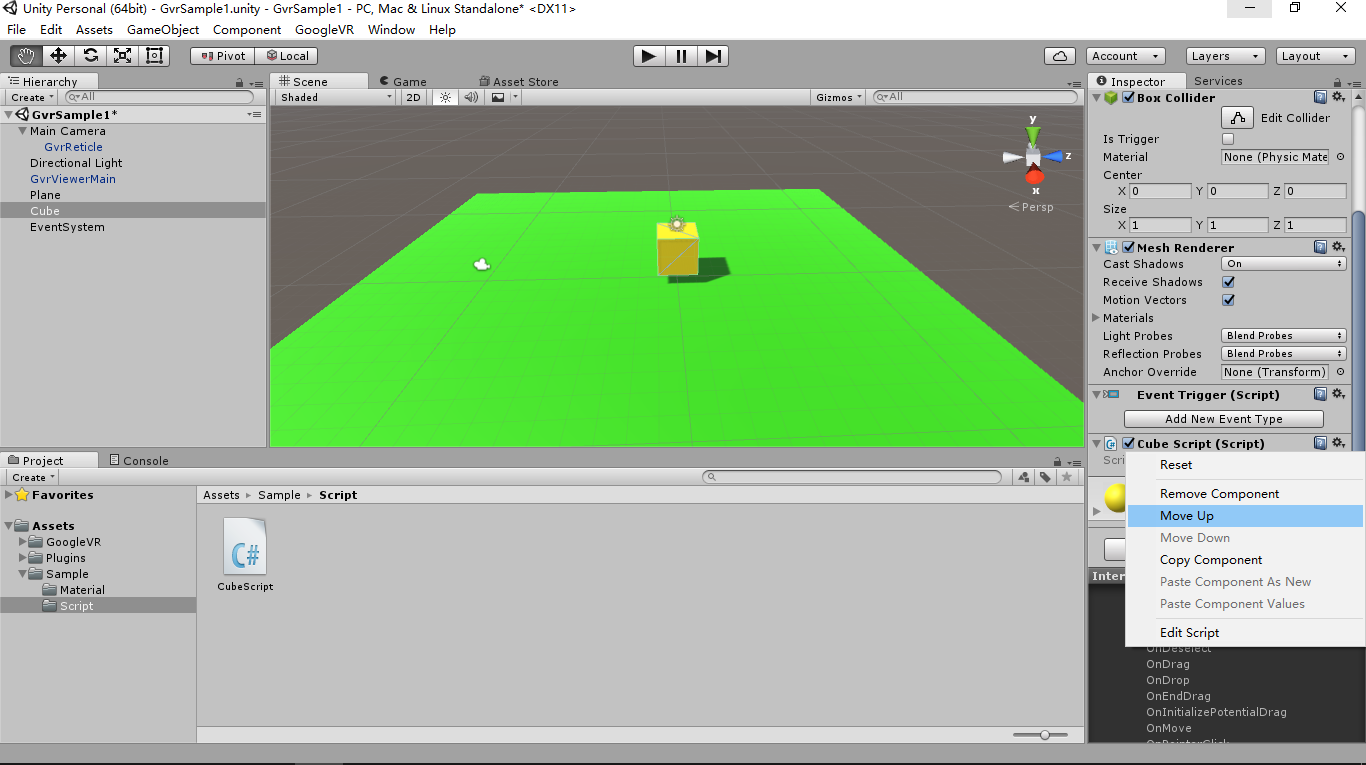 Unity Personal (64bit) - GvrSample1.unity - GvrSample1 - PC, Mac & Linux Standalone* <DX11>
File Edit Assets GameObject Component GoogleVR Window Help
Pivot Local Account Layers Layout
Hierarchy
Create All
GvrSample1*
Main Camera
GvrReticle
Directional Light
GvrViewerMain
Plane
Cube
EventSystem
Scene Game Asset Store
Shaded 2D Gizmos All
y
z
x
Persp
Inspector Services
Box Collider
Edit Collider
Is Trigger
Material None (Physic Mate
Center
X 0 Y 0 Z 0
Size
X 1 Y 1 Z 1
Mesh Renderer
Cast Shadows On
Receive Shadows
Motion Vectors
Materials
Light Probes Blend Probes
Reflection Probes Blend Probes
Anchor Override None (Transform)
Event Trigger (Script)
Add New Event Type
C# Cube Script (Script)
Scri
Reset
Remove Component
Move Up
Move Down
Copy Component
Paste Component As New
Paste Component Values
Edit Script
Inter
OnDeselect
OnDrag
OnDrop
OnEndDrag
OnInitializePotentialDrag
OnMove
OnPointerClick
Project Console
Create
Favorites
Assets
GoogleVR
Plugins
Sample
Material
Script
Assets Sample Script
C#
CubeScript